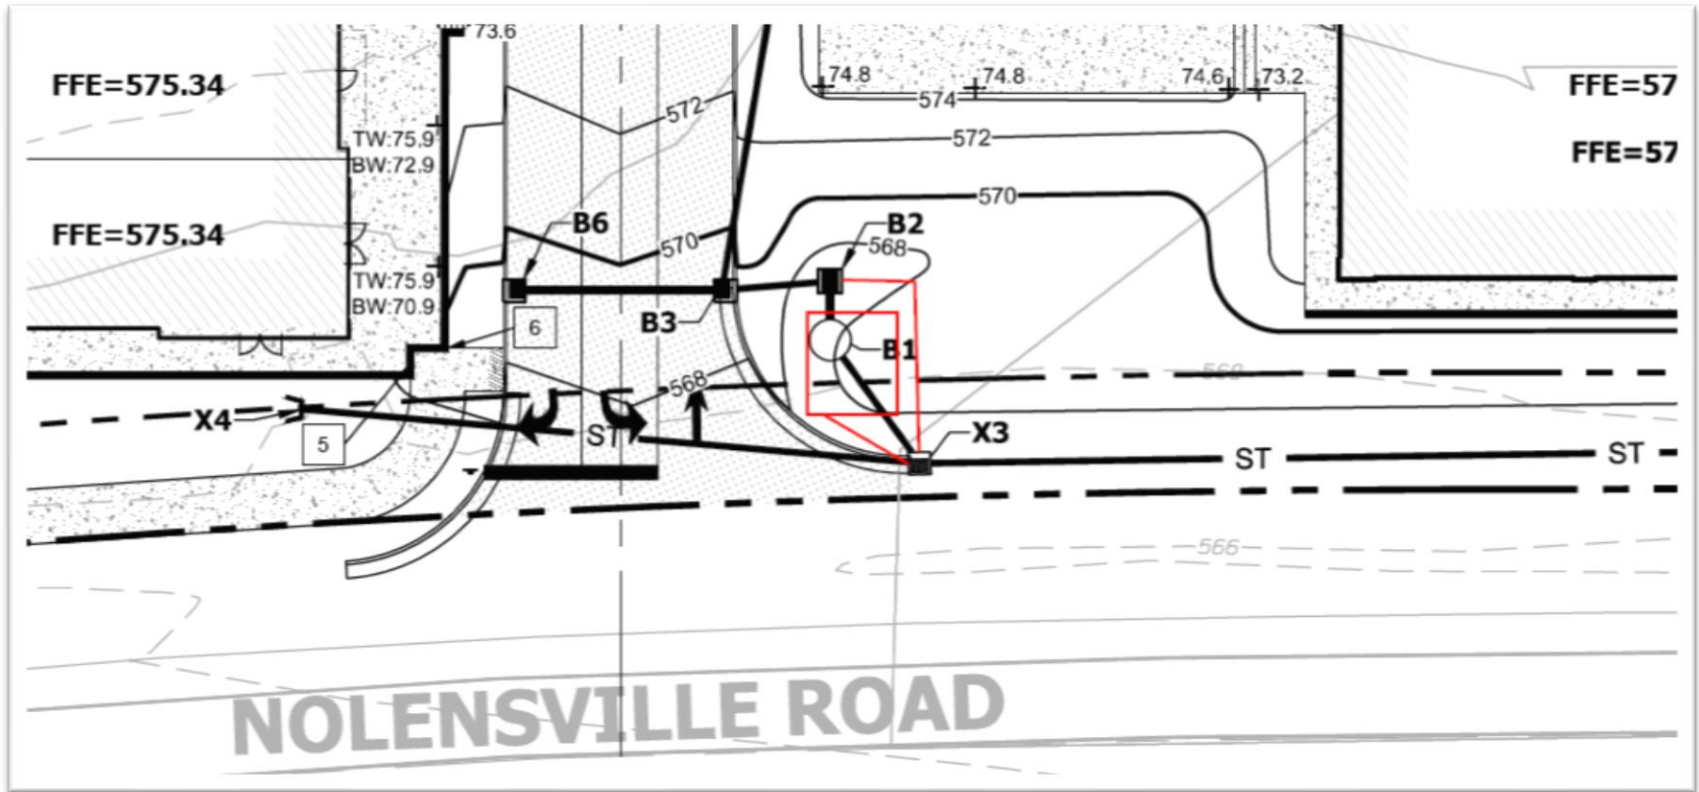 73.6
FFE=575.34
74.8
74.8
74.6
73.2
FFE=57
574
572
TW:75.9
BW:72.9
572
FFE=57
570
B6
B2
FFE=575.34
570
568
TW:75.9
BW:70.9
B3
6
B1
568
X4
ST
X3
5
ST
ST
566
NOLENSVILLE ROAD